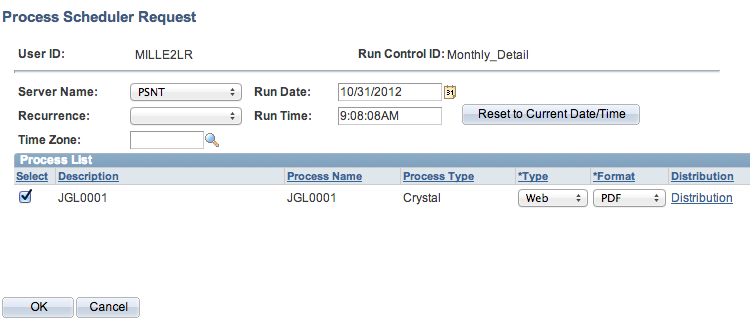 Process Scheduler Request
User ID: MILLE2LR Run Control ID: Monthly_Detail
Server Name: PSNT Run Date: 10/31/2012 31
Recurrence: Run Time: 9:08:08AM Reset to Current Date/Time
Time Zone:
Process List
Select Description Process Name Process Type *Type *Format Distribution
JGL0001 JGL0001 Crystal Web PDF Distribution
OK Cancel